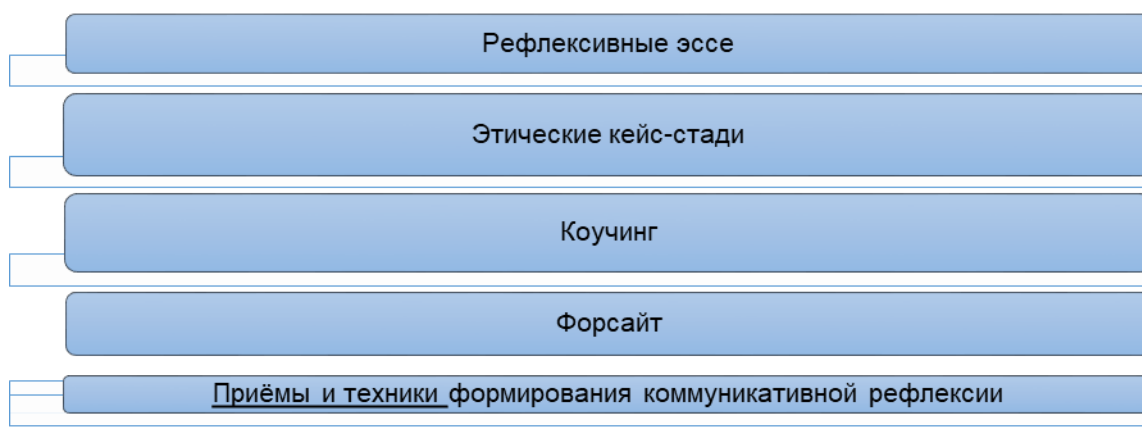 Рефлексивные эссе
Этические кейс-стади
Коучинг
Форсайт
Приёмы и техники формирования коммуникативной рефлексии